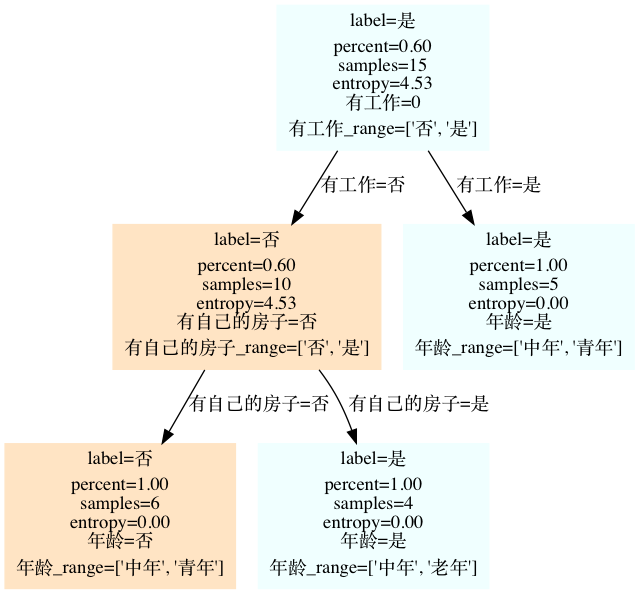 label=是
percent=0.60
samples=15
entropy=4.53
有工作=0
有工作_range=['否', '是']
有工作=否
有工作=是
label=否
percent=0.60
samples=10
entropy=4.53
有自己的房子=否
有自己的房子_range=['否', '是']
label=是
percent=1.00
samples=5
entropy=0.00
年龄=是
年龄_range=['中年', '青年']
有自己的房子=否
有自己的房子=是
label=否
percent=1.00
samples=6
entropy=0.00
年龄=否
年龄_range=['中年', '青年']
label=是
percent=1.00
samples=4
entropy=0.00
年龄=是
年龄_range=['中年', '老年']